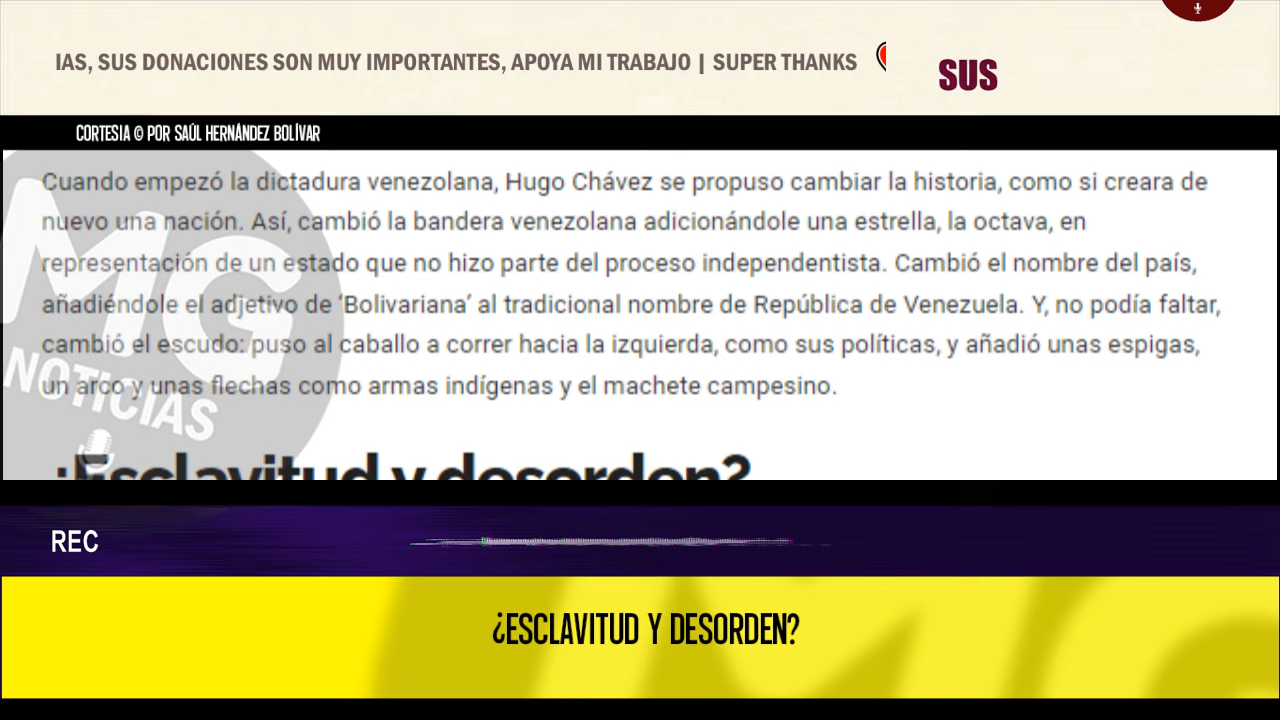 IAS, SUS DONACIONES SON MUY IMPORTANTES, APOYA MI TRABAJO | SUPER THANKS
SUS
CORTESIA © POR SAÚL HERNÁNDEZ BOLÍVAR
Cuando empezó la dictadura venezolana, Hugo Chávez se propuso cambiar la historia, como si creara de
nuevo una nación. Así, cambió la bandera venezolana adicionándole una estrella, la octava, en
representación de un estado que no hizo parte del proceso independentista. Cambió el nombre del país,
añadiéndole el adjetivo de ‘Bolivariana’ al tradicional nombre de República de Venezuela. Y, no podía faltar,
cambió el escudo: puso al caballo a correr hacia la izquierda, como sus políticas, y añadió unas espigas,
un arco y unas flechas como armas indígenas y el machete campesino.
MG
NOTICIAS
¿Esclavitud y desorden?
REC
¿ESCLAVITUD Y DESORDEN?